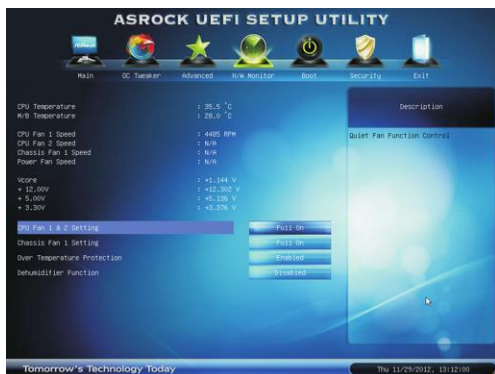 ASROCK UEFI SETUP UTILITY
Main OC Tweaker Advanced H/W Monitor Boot Security Exit
CPU Temperature : 35.5 °C
M/B Temperature : 28.0 °C
CPU Fan 1 Speed : 4485 RPM
CPU Fan 2 Speed : N/A
Chassis Fan 1 Speed : N/A
Power Fan Speed : N/A
Vcore : +1.144 V
+ 12.00V : +12.302 V
+ 5.00V : +5.136 V
+ 3.30V : +3.376 V
CPU Fan 1 & 2 Setting Full On
Chassis Fan 1 Setting Full On
Over Temperature Protection Enabled
Dehumidifier Function Disabled
Description
Quiet Fan Function Control
Tomorrow's Technology Today
Thu 11/29/2012, 13:12:00